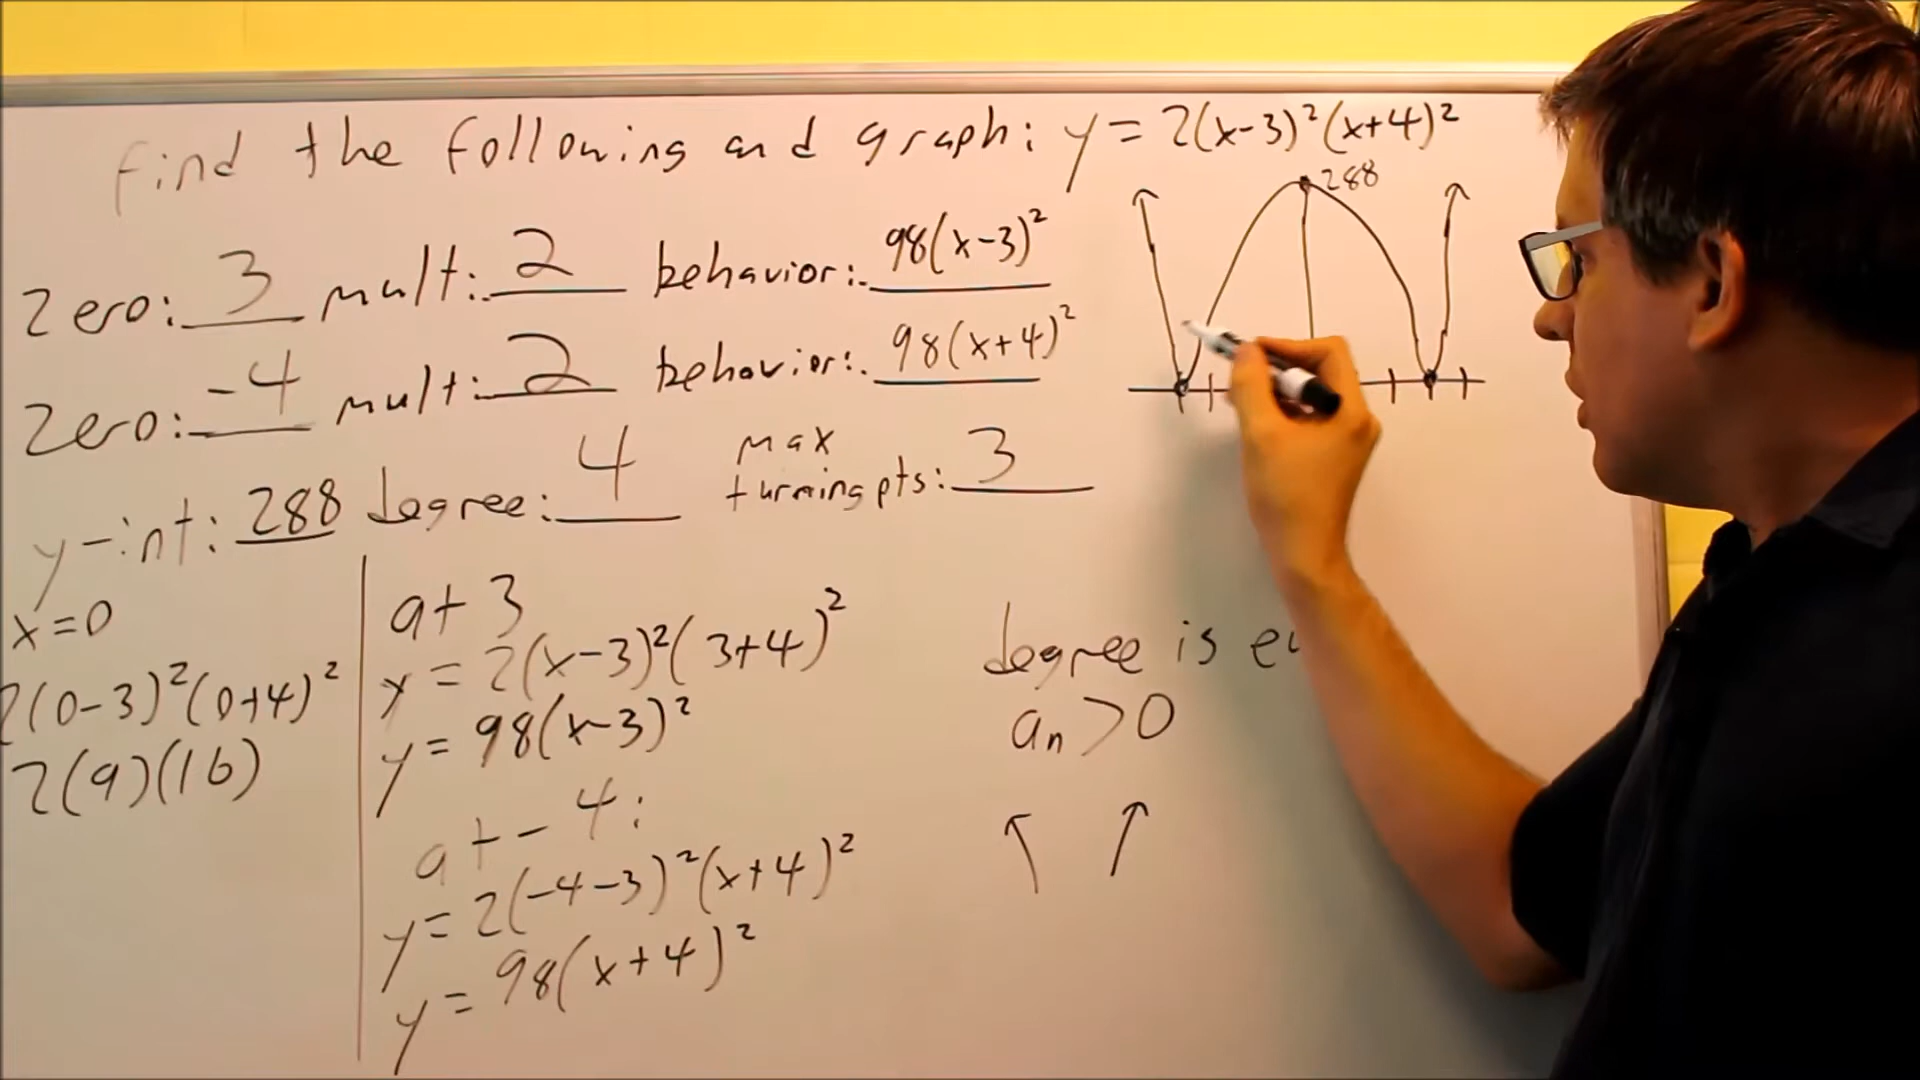 find the following and graph: y = 2(x-3)²(x+4)²
288
zero: 3 mult: 2 behavior: 98(x-3)²
zero: -4 mult: 2 behavior: 98(x+4)²
y-int: 288 degree: 4 max turning pts: 3
x=0
2(0-3)²(0+4)²
2(9)(16)
at 3
y = 2(x-3)²(3+4)²
y = 98(x-3)²
at -4:
y = 2(-4-3)²(x+4)²
y = 98(x+4)²
degree is
aₙ>0